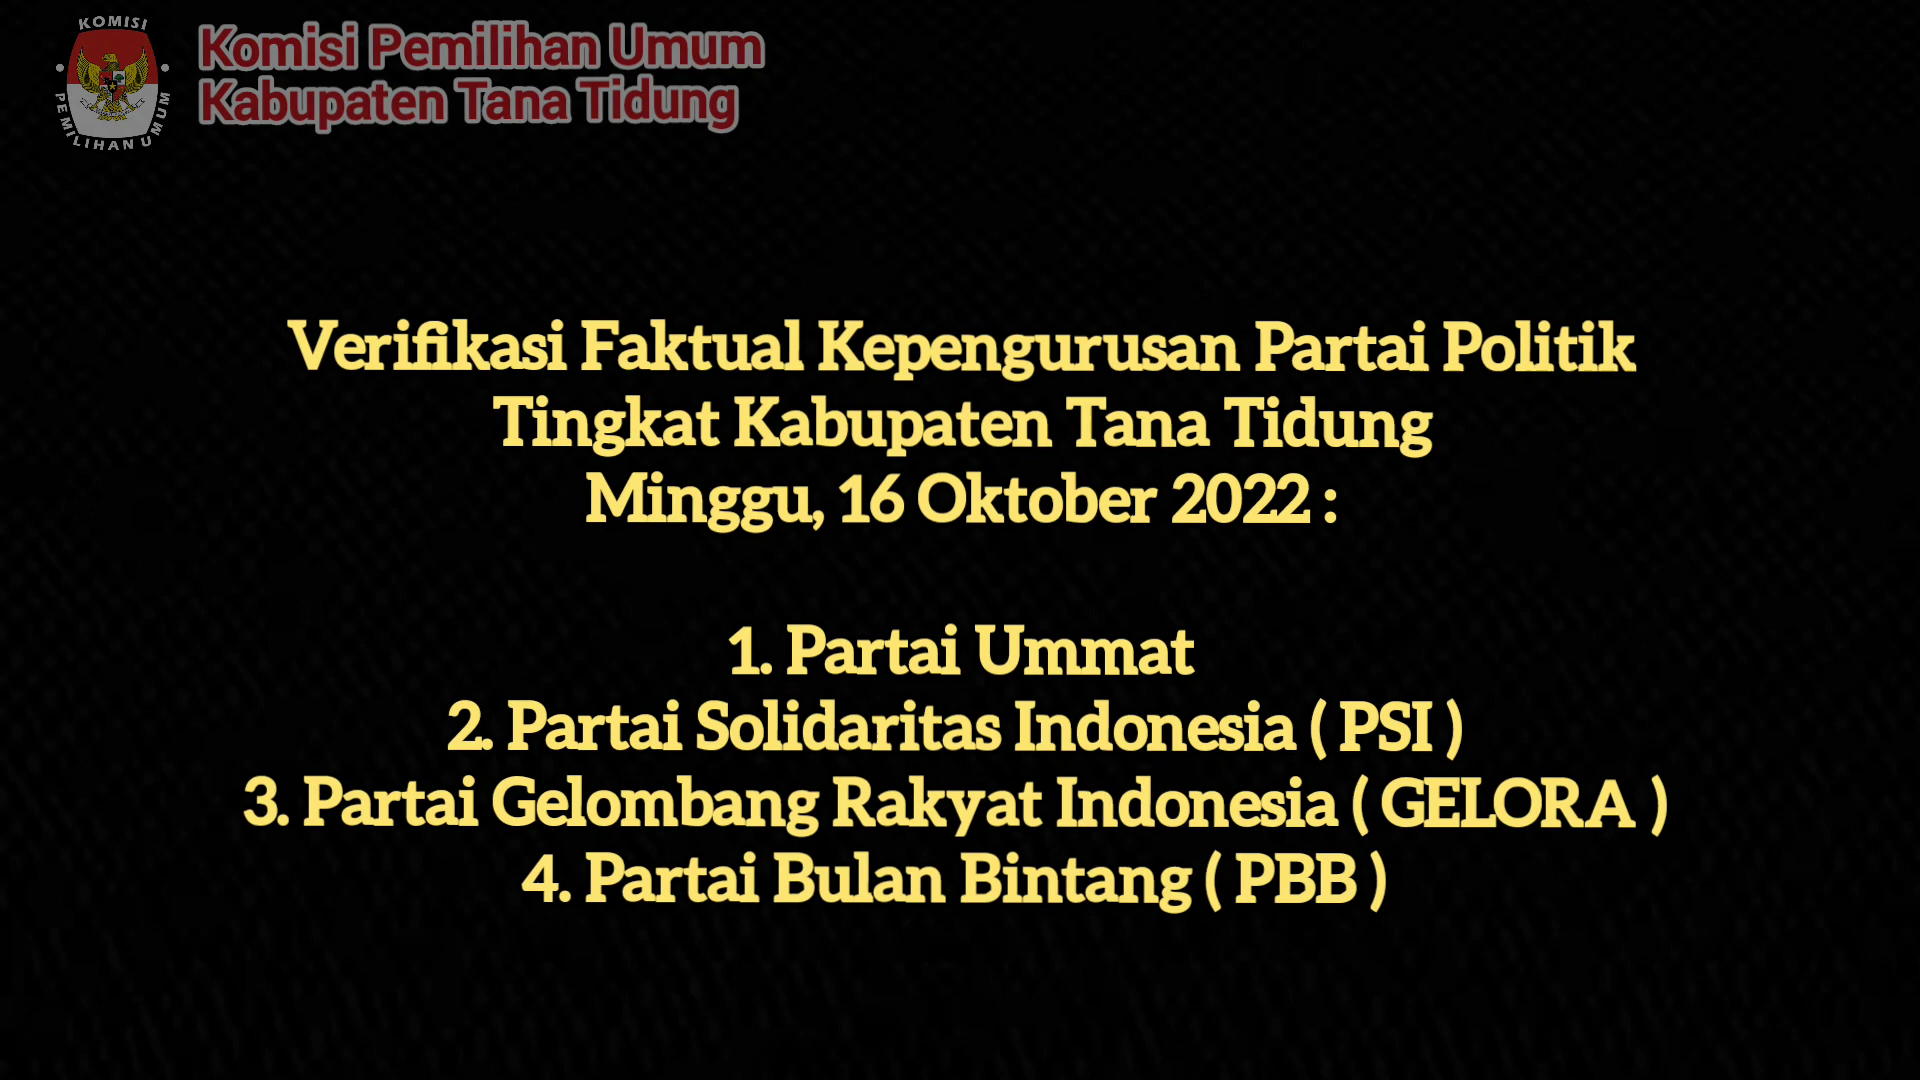 KOMISI
PEMILIHAN UMUM
Komisi Pemilihan Umum
Kabupaten Tana Tidung
Verifikasi Faktual Kepengurusan Partai Politik
Tingkat Kabupaten Tana Tidung
Minggu, 16 Oktober 2022 :
1. Partai Ummat
2. Partai Solidaritas Indonesia ( PSI )
3. Partai Gelombang Rakyat Indonesia ( GELORA )
4. Partai Bulan Bintang ( PBB )